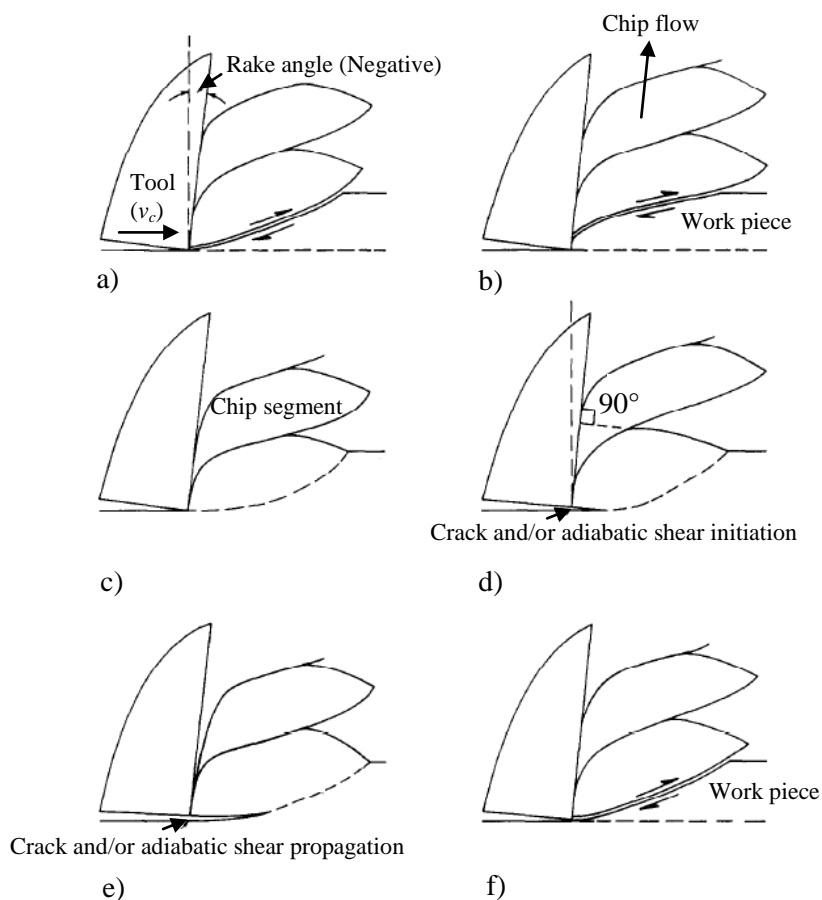 Chip flow
Rake angle (Negative)
Tool
(v_c)
Work piece
a)
b)
Chip segment
90°
Crack and/or adiabatic shear initiation
c)
d)
Crack and/or adiabatic shear propagation
Work piece
e)
f)